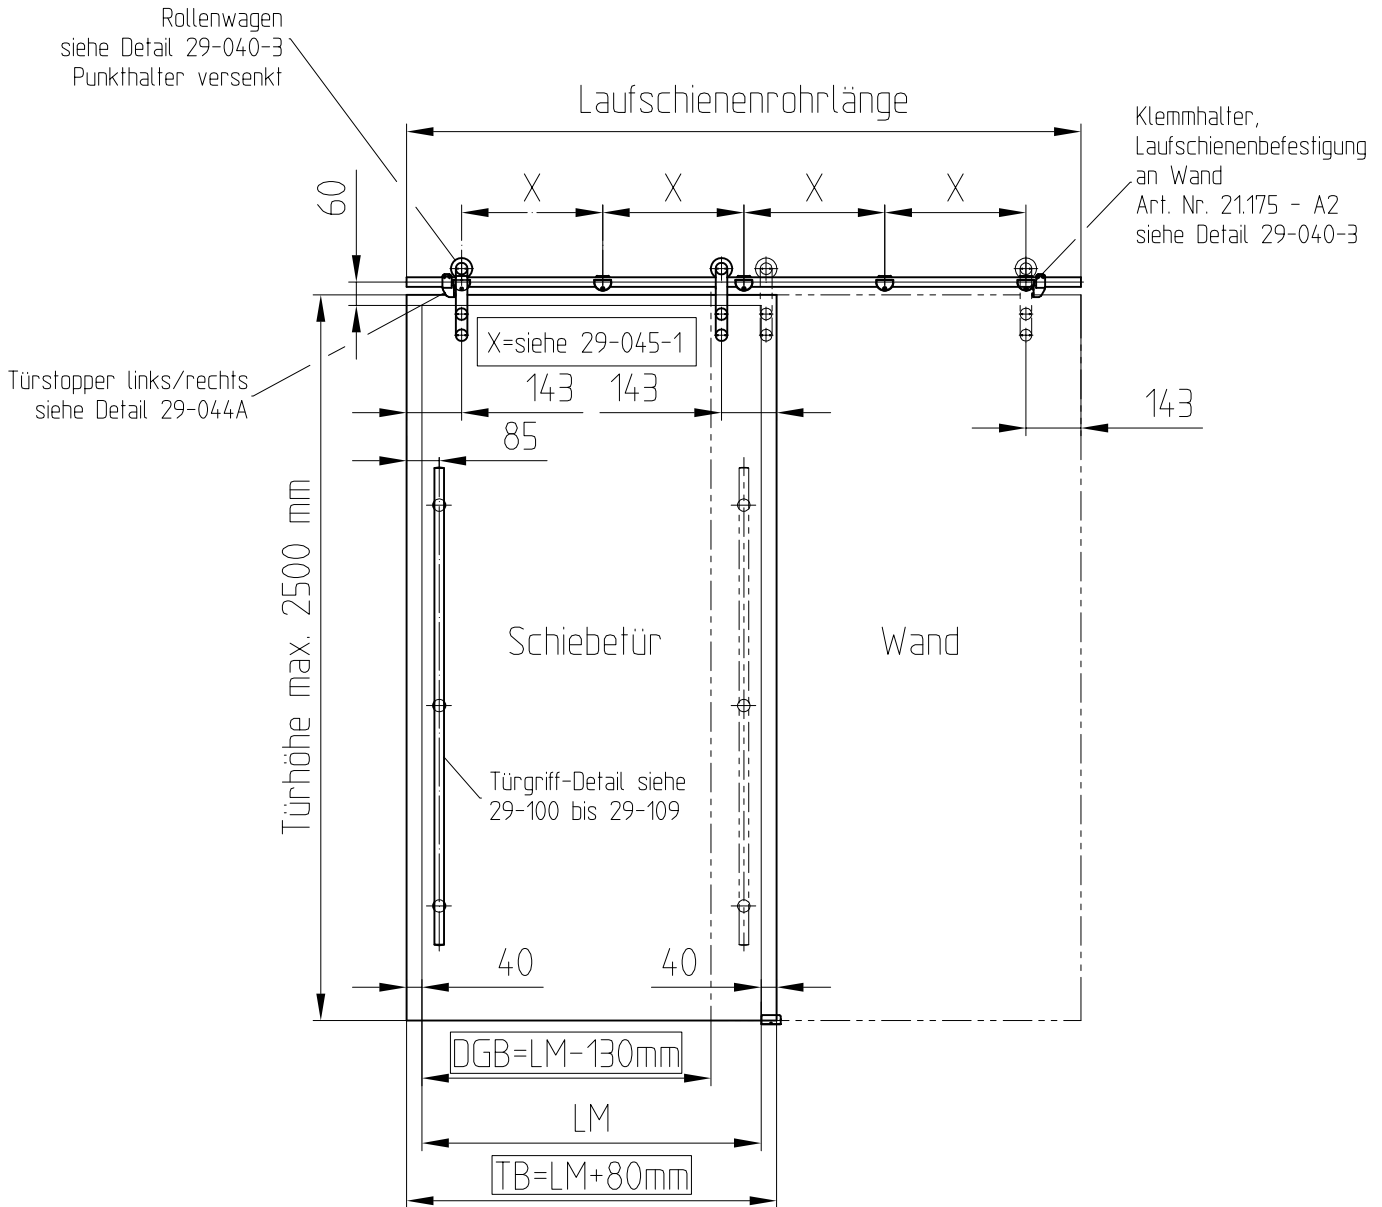 Rollenwagen
siehe Detail 29-040-3
Punkthalter versenkt
Laufschienenrohrlänge
Klemmhalter,
Laufschienenbefestigung
an Wand
Art. Nr. 21.175 - A2
siehe Detail 29-040-3
60
X
X
X
X
X=siehe 29-045-1
Türstopper links/rechts
siehe Detail 29-044A
143
143
143
85
Türhöhe max. 2500 mm
Schiebetür
Wand
Türgriff-Detail siehe
29-100 bis 29-109
40
40
DGB=LM-130mm
LM
TB=LM+80mm